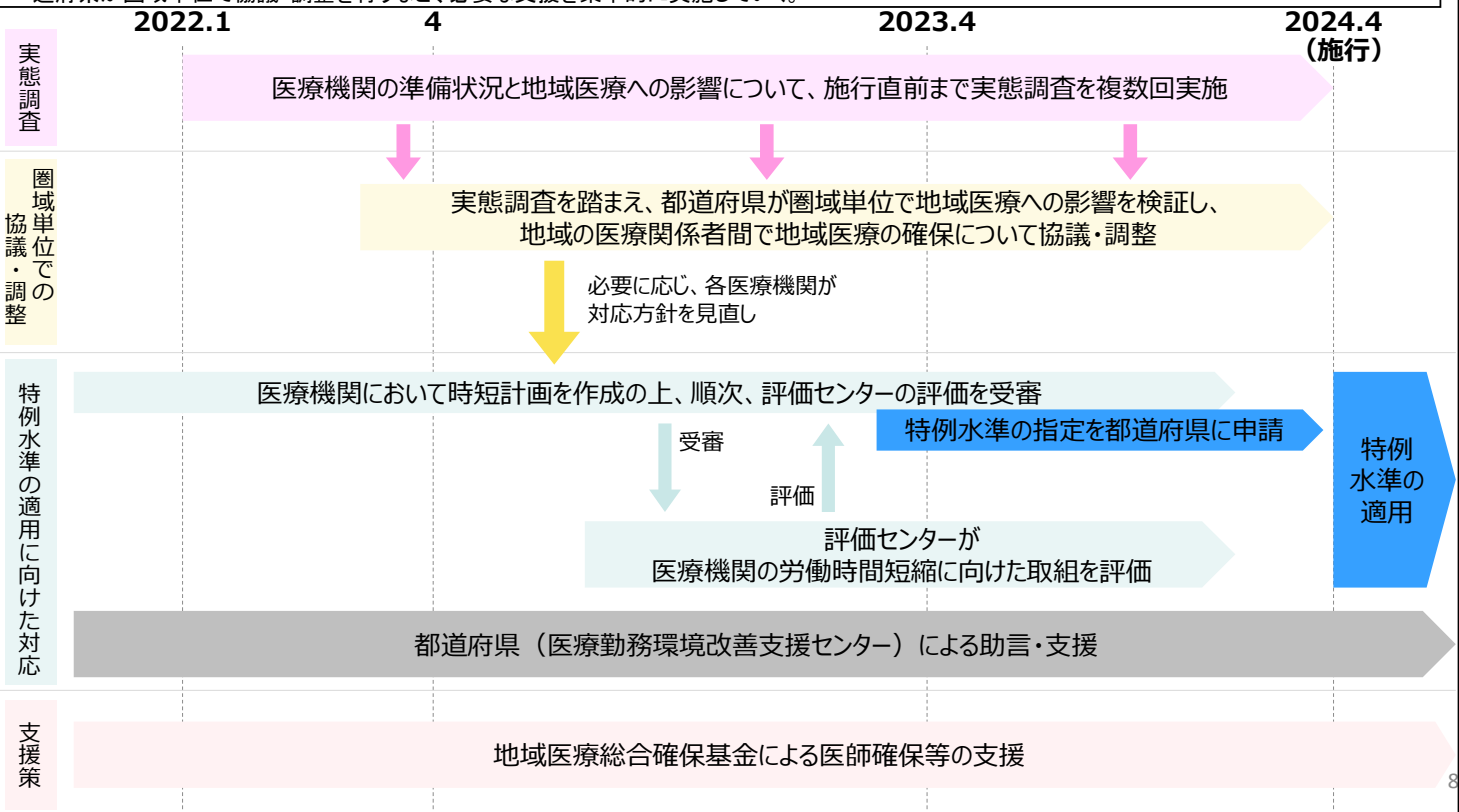 2022.1
4
2023.4
2024.4
（施行）
実態調査
医療機関の準備状況と地域医療への影響について、施行直前まで実態調査を複数回実施
圏域単位での
協議・調整
実態調査を踏まえ、都道府県が圏域単位で地域医療への影響を検証し、
地域の医療関係者間で地域医療の確保について協議・調整
必要に応じ、各医療機関が
対応方針を見直し
特例水準の適用に向けた対応
医療機関において時短計画を作成の上、順次、評価センターの評価を受審
特例水準の指定を都道府県に申請
受審
評価
特例
水準の
適用
評価センターが
医療機関の労働時間短縮に向けた取組を評価
都道府県（医療勤務環境改善支援センター）による助言・支援
支援策
地域医療総合確保基金による医師確保等の支援
8